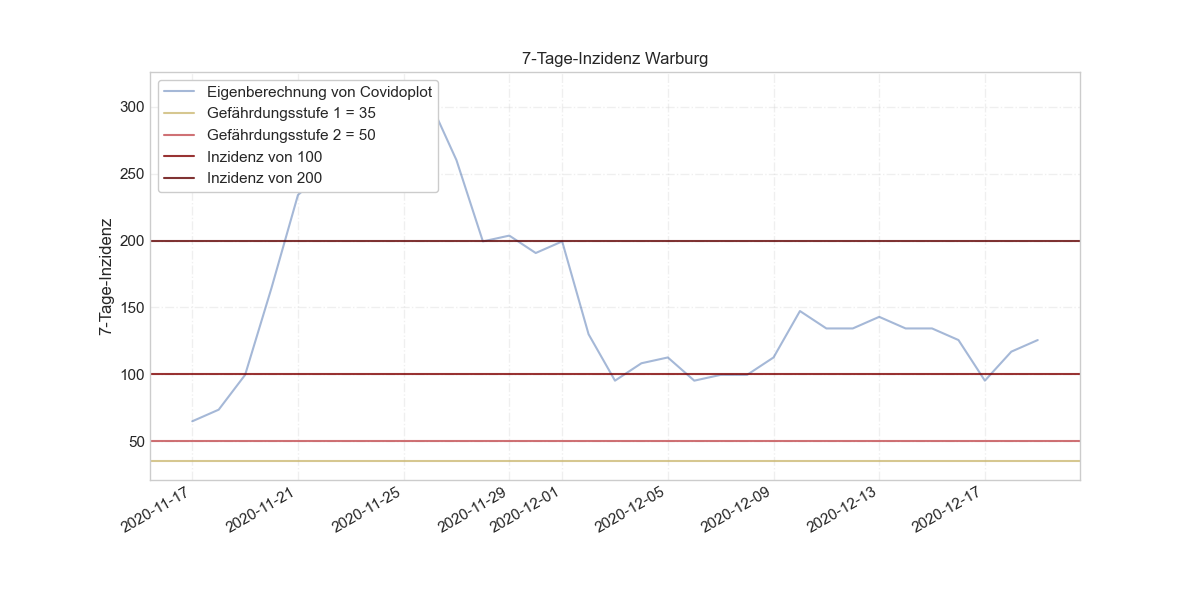 7-Tage-Inzidenz Warburg
Eigenberechnung von Covidoplot
Gefährdungsstufe 1 = 35
Gefährdungsstufe 2 = 50
Inzidenz von 100
Inzidenz von 200
7-Tage-Inzidenz
300
250
200
150
100
50
2020-11-17
2020-11-21
2020-11-25
2020-11-29
2020-12-01
2020-12-05
2020-12-09
2020-12-13
2020-12-17